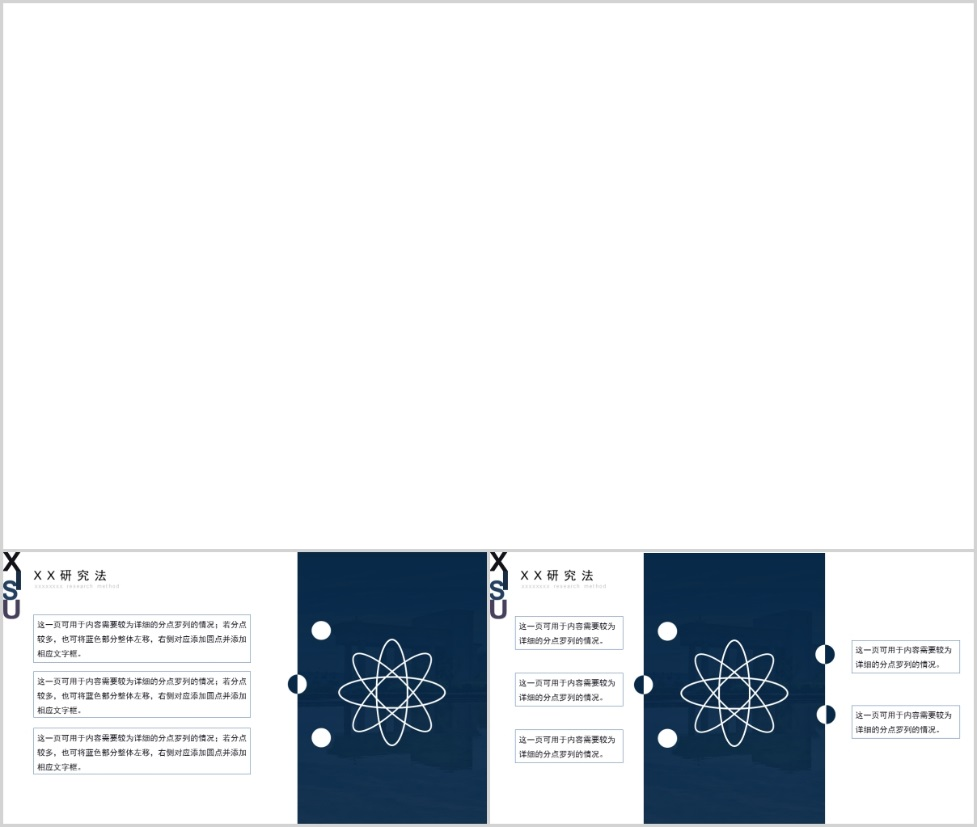 X
S
U
XX研究法
xxxxxxx research method
这一页可用于内容需要较为详细的分点罗列的情况；若分点
较多，也可将蓝色部分整体左移，右侧对应添加圆点并添加
相应文字框。
这一页可用于内容需要较为详细的分点罗列的情况；若分点
较多，也可将蓝色部分整体左移，右侧对应添加圆点并添加
相应文字框。
这一页可用于内容需要较为详细的分点罗列的情况；若分点
较多，也可将蓝色部分整体左移，右侧对应添加圆点并添加
相应文字框。
X
S
U
XX研究法
xxxxxxx research method
这一页可用于内容需要较为
详细的分点罗列的情况。
这一页可用于内容需要较为
详细的分点罗列的情况。
这一页可用于内容需要较为
详细的分点罗列的情况。
这一页可用于内容需要较为
详细的分点罗列的情况。
这一页可用于内容需要较为
详细的分点罗列的情况。